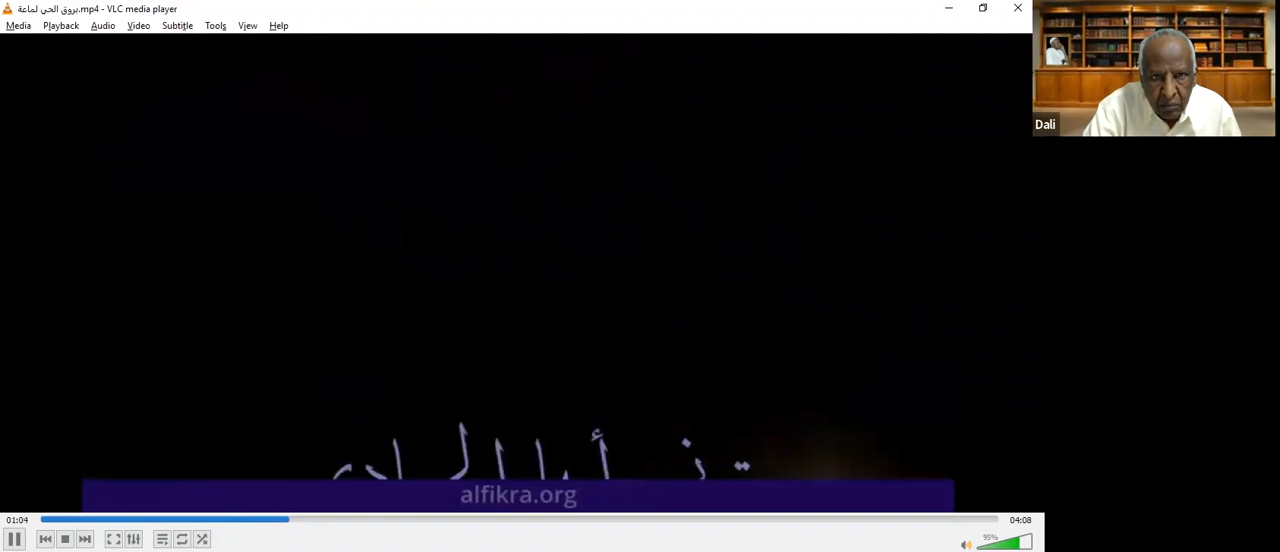 بروق الحي لماعة.mp4 - VLC media player
Media Playback Audio Video Subtitle Tools View Help
Dali
alfikra.org
01:04
04:08
95%